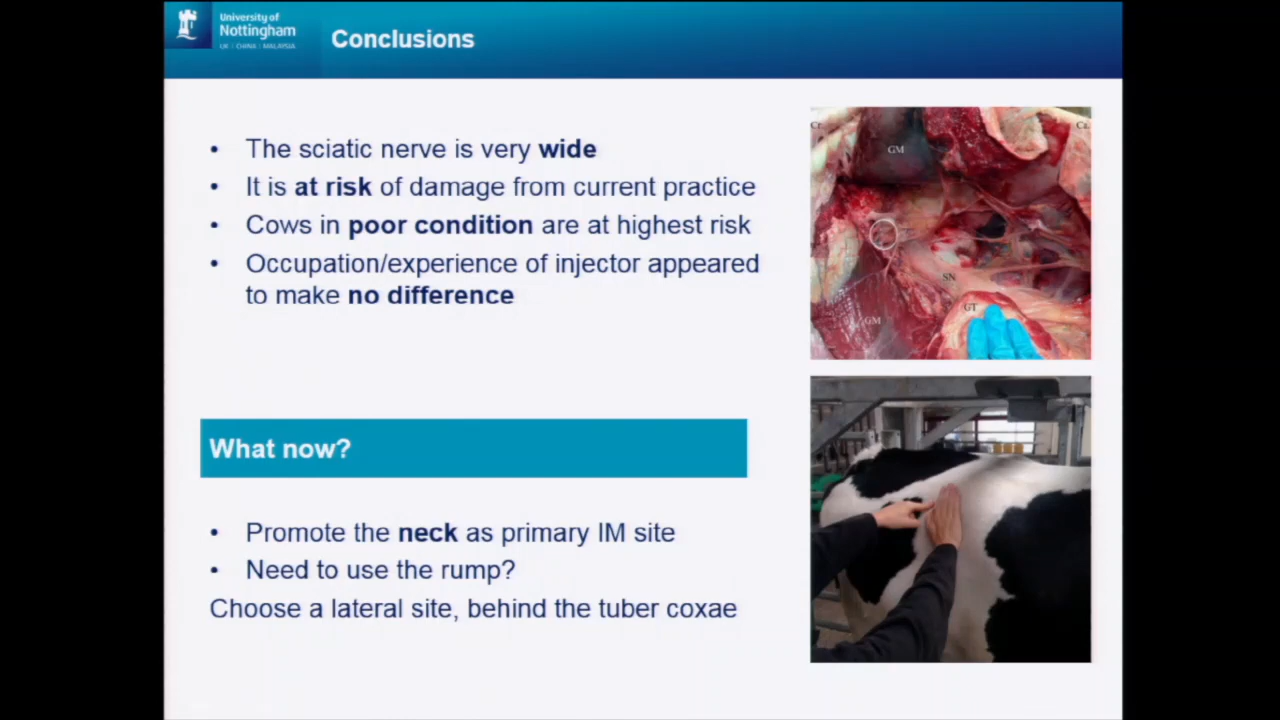 University of
Nottingham
UK | CHINA | MALAYSIA
Conclusions
• The sciatic nerve is very wide
• It is at risk of damage from current practice
• Cows in poor condition are at highest risk
• Occupation/experience of injector appeared
to make no difference
What now?
• Promote the neck as primary IM site
• Need to use the rump?
Choose a lateral site, behind the tuber coxae
Cr.
GM
SN
GT
GM